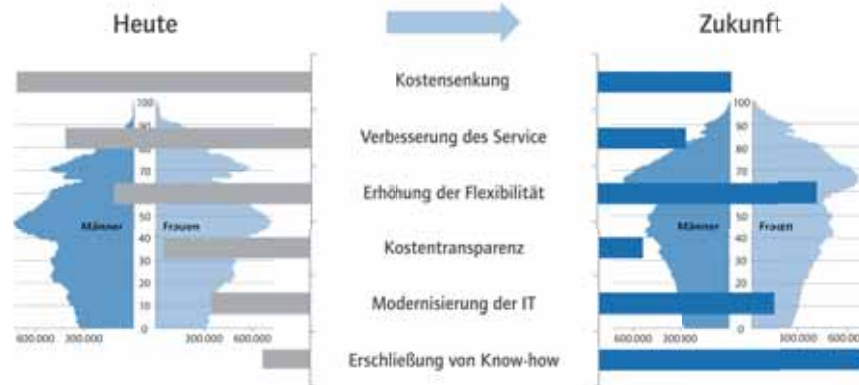 Heute
Zukunft
Kostensenkung
Verbesserung des Service
Erhöhung der Flexibilität
Kostentransparenz
Modernisierung der IT
Erschließung von Know-how
100
90
80
70
60
50
40
30
20
10
0
Männer
Frauen
600.000
300.000
300.000
600.000
100
90
80
70
60
50
40
30
20
10
0
Männer
Frauen
600.000
300.000
300.000
600.000